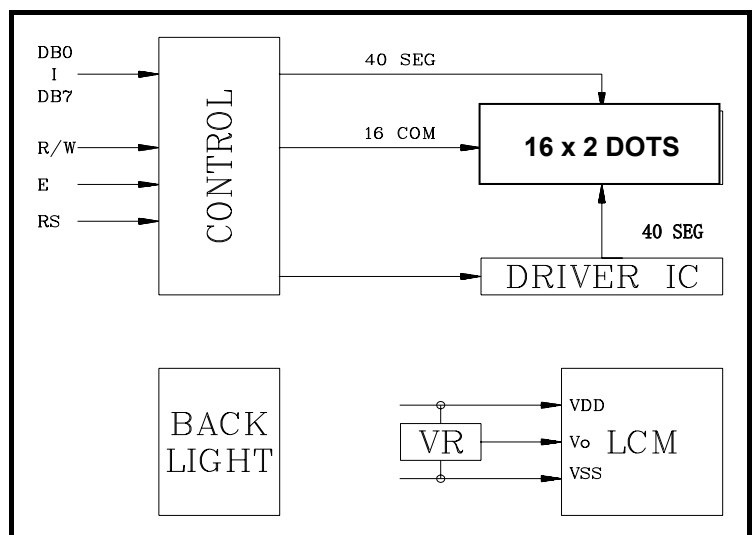 DB0
I
DB7
R/W
E
RS
CONTROL
40 SEG
16 COM
16 x 2 DOTS
40 SEG
DRIVER IC
BACK
LIGHT
VR
VDD
Vo
VSS
LCM